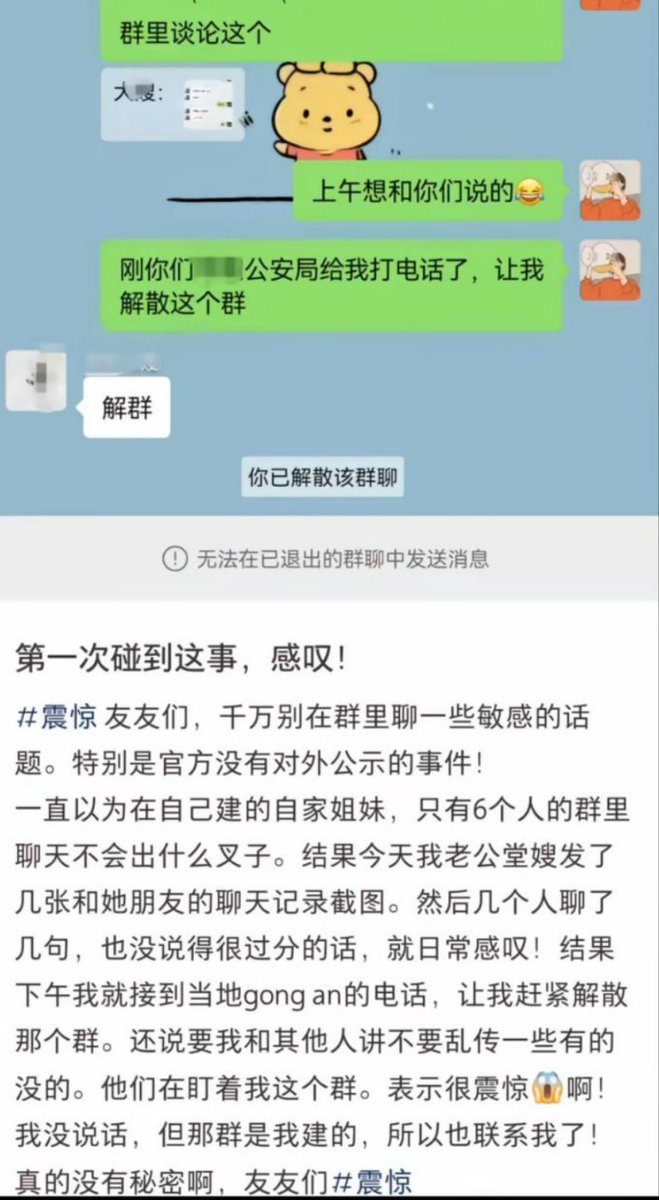 群里谈论这个
大嫂：
上午想和你们说的😂
刚你们公安局给我打电话了，让我
解散这个群
解群
你已解散该群聊
无法在已退出的群聊中发送消息
第一次碰到这事，感叹！
#震惊 友友们，千万别在群里聊一些敏感的话
题。特别是官方没有对外公示的事件！
一直以为在自己建的自家姐妹，只有6个人的群里
聊天不会出什么叉子。结果今天我老公堂嫂发了
几张和她朋友的聊天记录截图。然后几个人聊了
几句，也没说得很过分的话，就日常感叹！结果
下午我就接到当地gong an的电话，让我赶紧解散
那个群。还说要我和其他人讲不要乱传一些有的
没的。他们在盯着我这个群。表示很震惊😱啊！
我没说话，但那群是我建的，所以也联系我了！
真的没有秘密啊，友友们#震惊